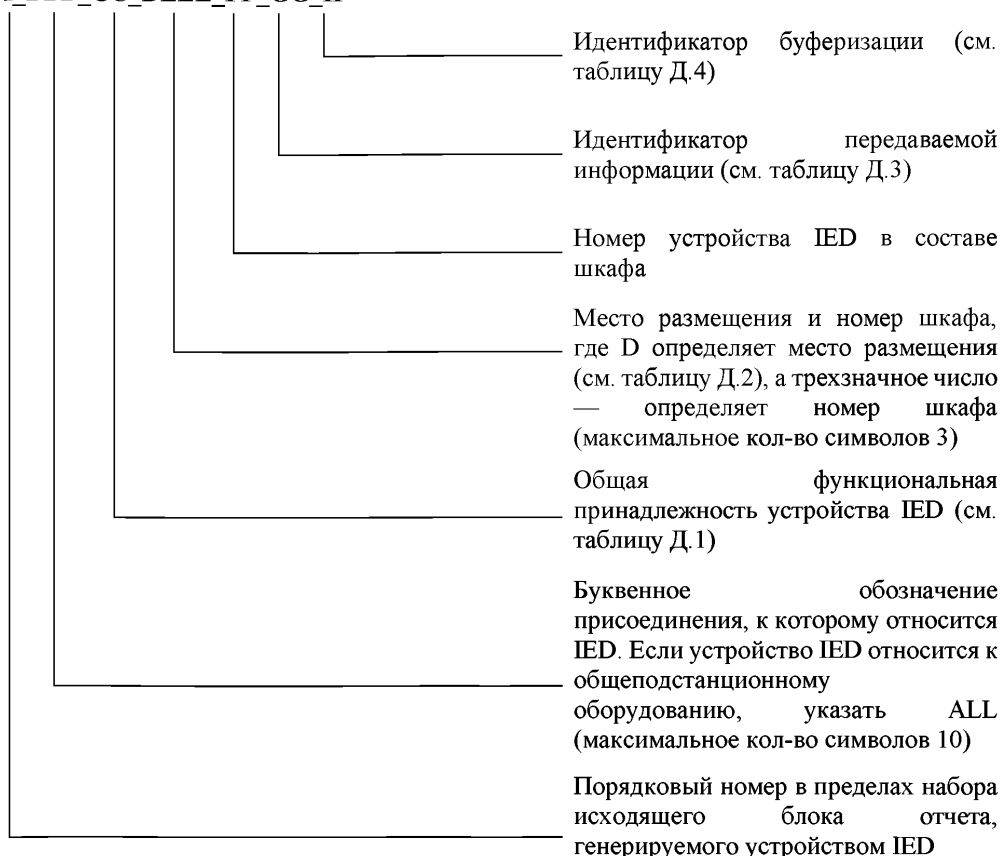 Идентификатор буферизации (см.
таблицу Д.4)
Идентификатор передаваемой
информации (см. таблицу Д.3)
Номер устройства IED в составе
шкафа
Место размещения и номер шкафа,
где D определяет место размещения
(см. таблицу Д.2), а трехзначное число
— определяет номер шкафа
(максимальное кол-во символов 3)
Общая функциональная
принадлежность устройства IED (см.
таблицу Д.1)
Буквенное обозначение
присоединения, к которому относится
IED. Если устройство IED относится к
общеподстанционному
оборудованию, указать ALL
(максимальное кол-во символов 10)
Порядковый номер в пределах набора
исходящего блока отчета,
генерируемого устройством IED